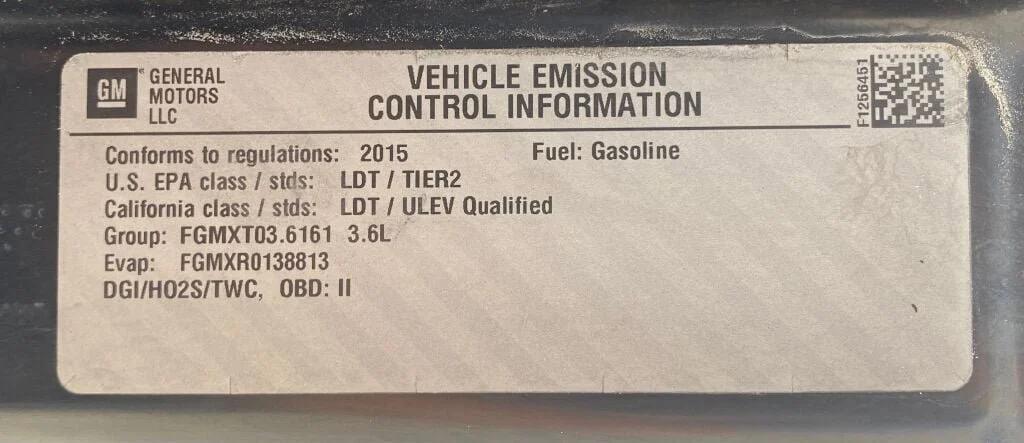 GM
GENERAL
MOTORS
LLC
VEHICLE EMISSION
CONTROL INFORMATION
F1256451
Conforms to regulations: 2015 Fuel: Gasoline
U.S. EPA class / stds: LDT / TIER2
California class / stds: LDT / ULEV Qualified
Group: FGMXT03.6161 3.6L
Evap: FGMXR0138813
DGI/HO2S/TWC, OBD: II